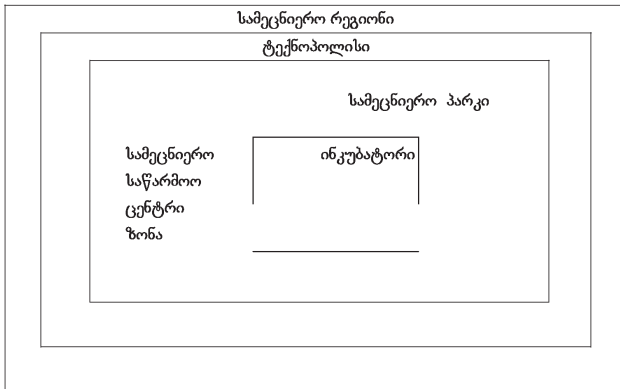 სამეცნიერო რეგიონი
ტექნოპოლისი
სამეცნიერო პარკი
სამეცნიერო
ინკუბატორი
საწარმოო
ცენტრი
ზონა